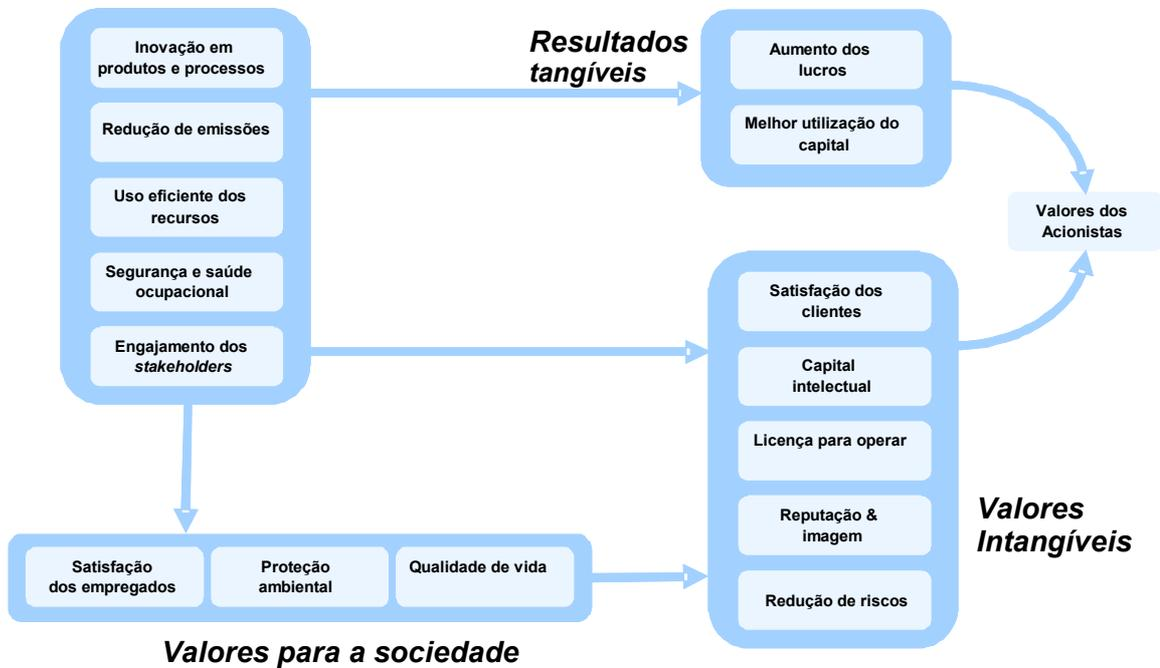 Inovação em
produtos e processos
Redução de emissões
Uso eficiente dos
recursos
Segurança e saúde
ocupacional
Engajamento dos
stakeholders
Resultados
tangíveis
Aumento dos
lucros
Melhor utilização do
capital
Valores dos
Acionistas
Satisfação dos
clientes
Capital
intelectual
Licença para operar
Reputação &
imagem
Redução de riscos
Valores
Intangíveis
Satisfação
dos empregados
Proteção
ambiental
Qualidade de vida
Valores para a sociedade